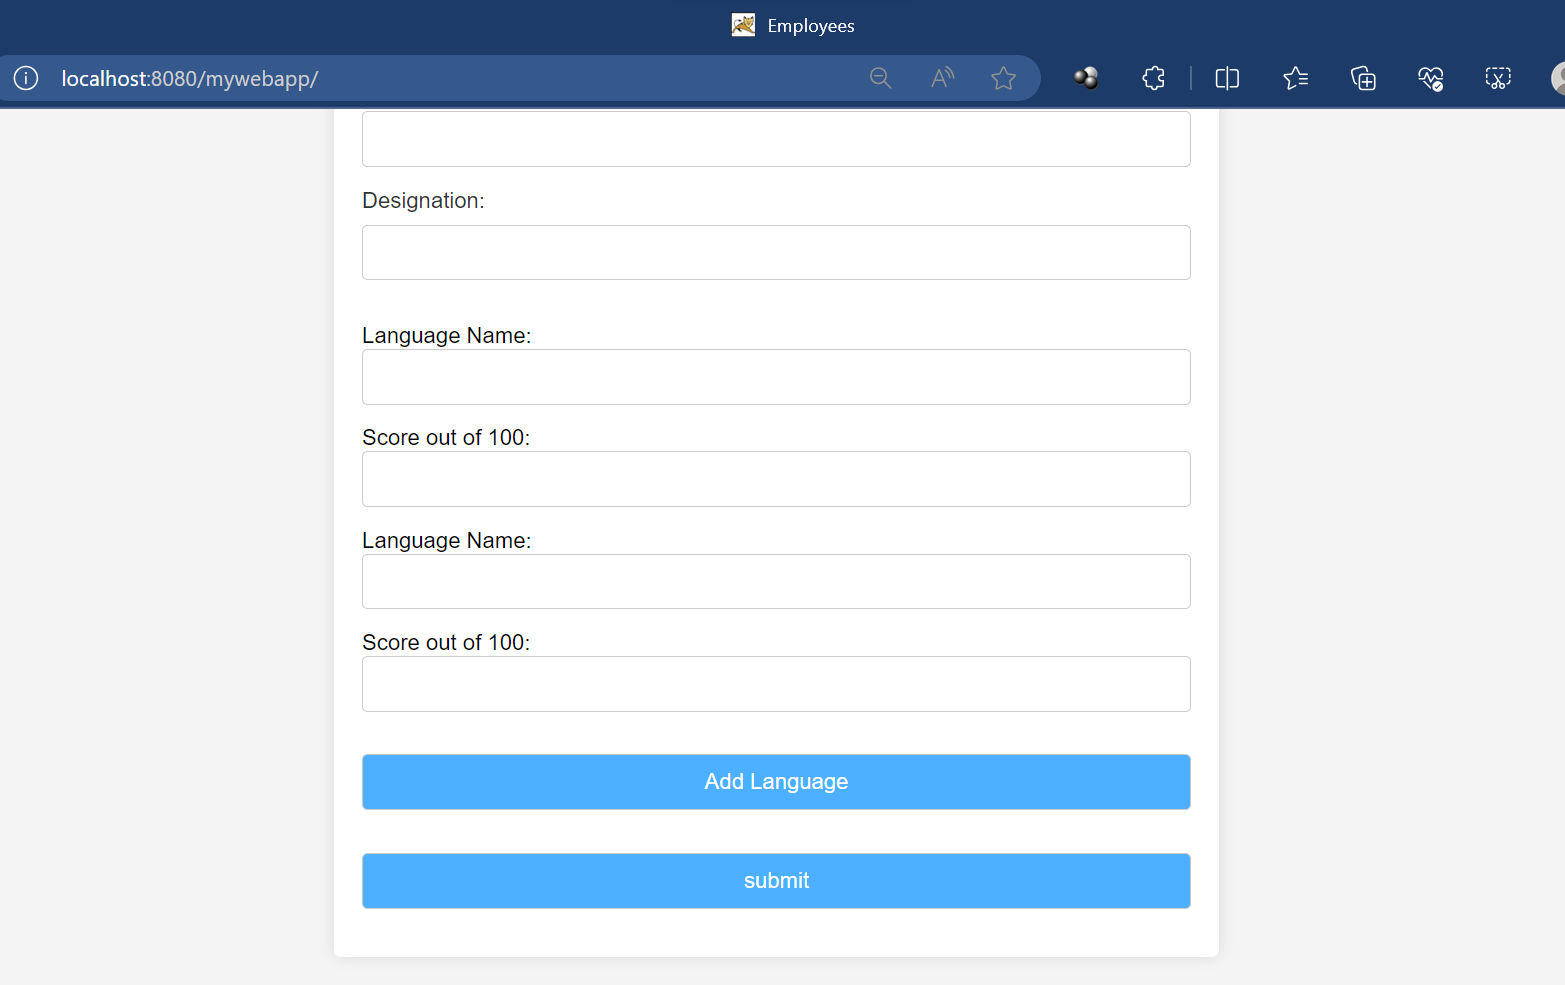 Employees
localhost:8080/mywebapp/
Designation:
Language Name:
Score out of 100:
Language Name:
Score out of 100:
Add Language
submit